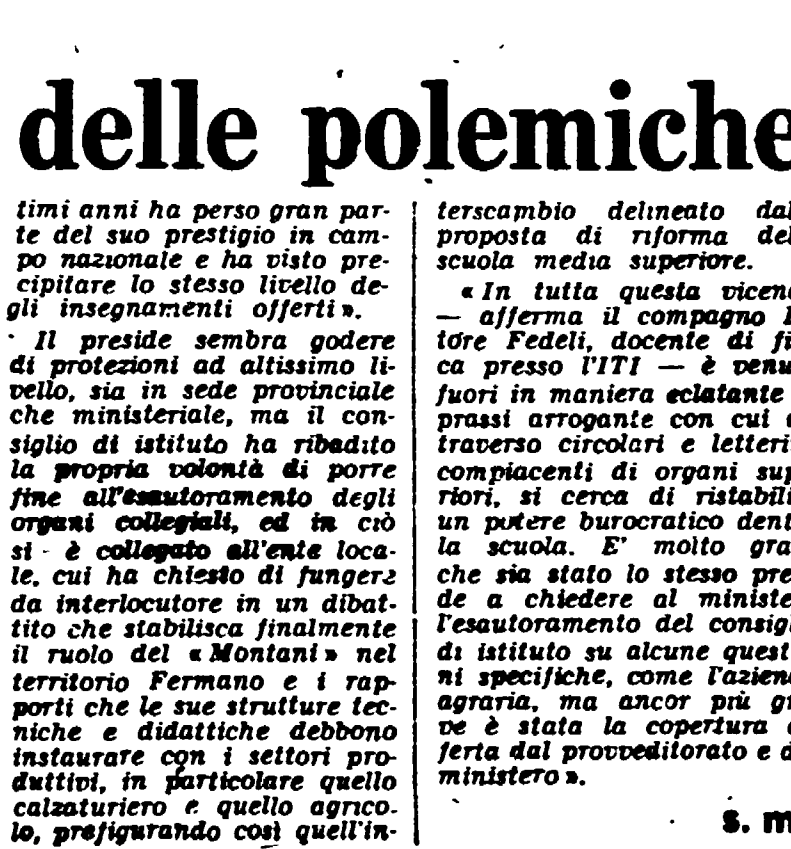 delle polemiche
timi anni ha perso gran par-
te del suo prestigio in cam-
po nazionale e ha visto pre-
cipitare lo stesso livello de-
gli insegnamenti offerti».
Il preside sembra godere
di protezioni ad altissimo li-
vello, sia in sede provinciale
che ministeriale, ma il con-
siglio di istituto ha ribadito
la propria volontà di porre
fine all'esautoramento degli
organi collegiali, ed in ciò
si è collegato all'ente loca-
le, cui ha chiesto di fungere
da interlocutore in un dibat-
tito che stabilisca finalmente
il ruolo del «Montani» nel
territorio Fermano e i rap-
porti che le sue strutture tec-
niche e didattiche debbono
instaurare con i settori pro-
duttivi, in particolare quello
calzaturiero e quello agrico-
lo, prefigurando così quell'in-
terscambio delineato dal
proposta di riforma del
scuola media superiore.
«In tutta questa vicen
— afferma il compagno
tore Fedeli, docente di fi
ca presso l'ITI — è venu
fuori in maniera eclatante
prassi arrogante con cui
traverso circolari e letteri
compiacenti di organi sup
riori, si cerca di ristabili
un potere burocratico dent
la scuola. E' molto gra
che sia stato lo stesso pre
de a chiedere al ministe
l'esautoramento del consigl
di istituto su alcune quest
ni specifiche, come l'azien
agraria, ma ancor più gr
ve è stata la copertura
ferta dal provveditorato e d
ministero».
s. m